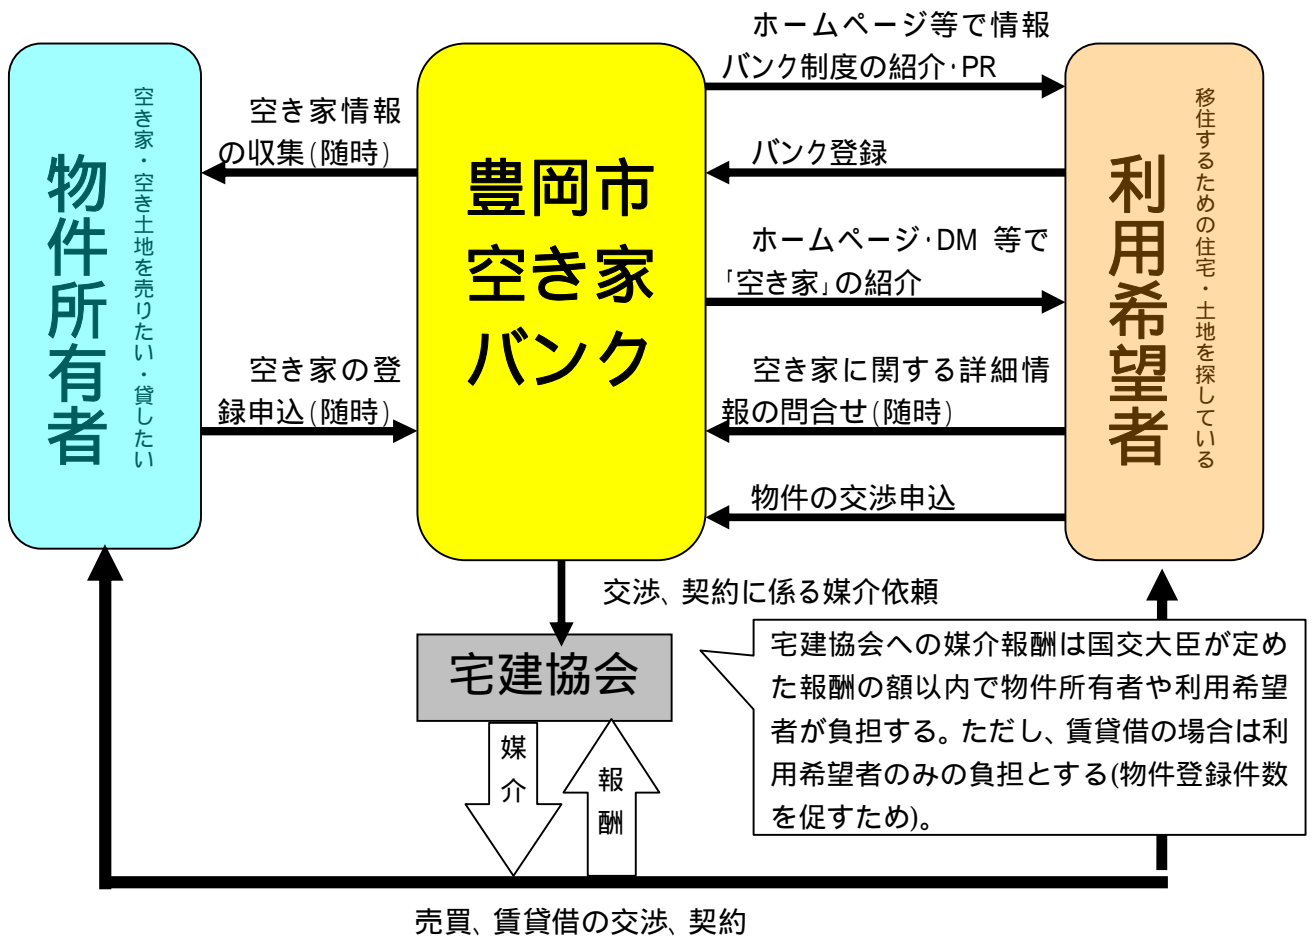 物件所有者
空き家・空き土地を売りたい・貸したい
空き家情報
の収集(随時)
空き家の登
録申込(随時)
豊岡市
空き家
バンク
ホームページ等で情報
バンク制度の紹介・PR
バンク登録
ホームページ・DM 等で
「空き家」の紹介
空き家に関する詳細情
報の問合せ(随時)
物件の交渉申込
利用希望者
移住するための住宅・土地を探している
交渉、契約に係る媒介依頼
宅建協会
媒介
報酬
宅建協会への媒介報酬は国交大臣が定め
た報酬の額以内で物件所有者や利用希望
者が負担する。ただし、賃貸借の場合は利
用希望者のみの負担とする(物件登録件数
を促すため)。
売買、賃貸借の交渉、契約